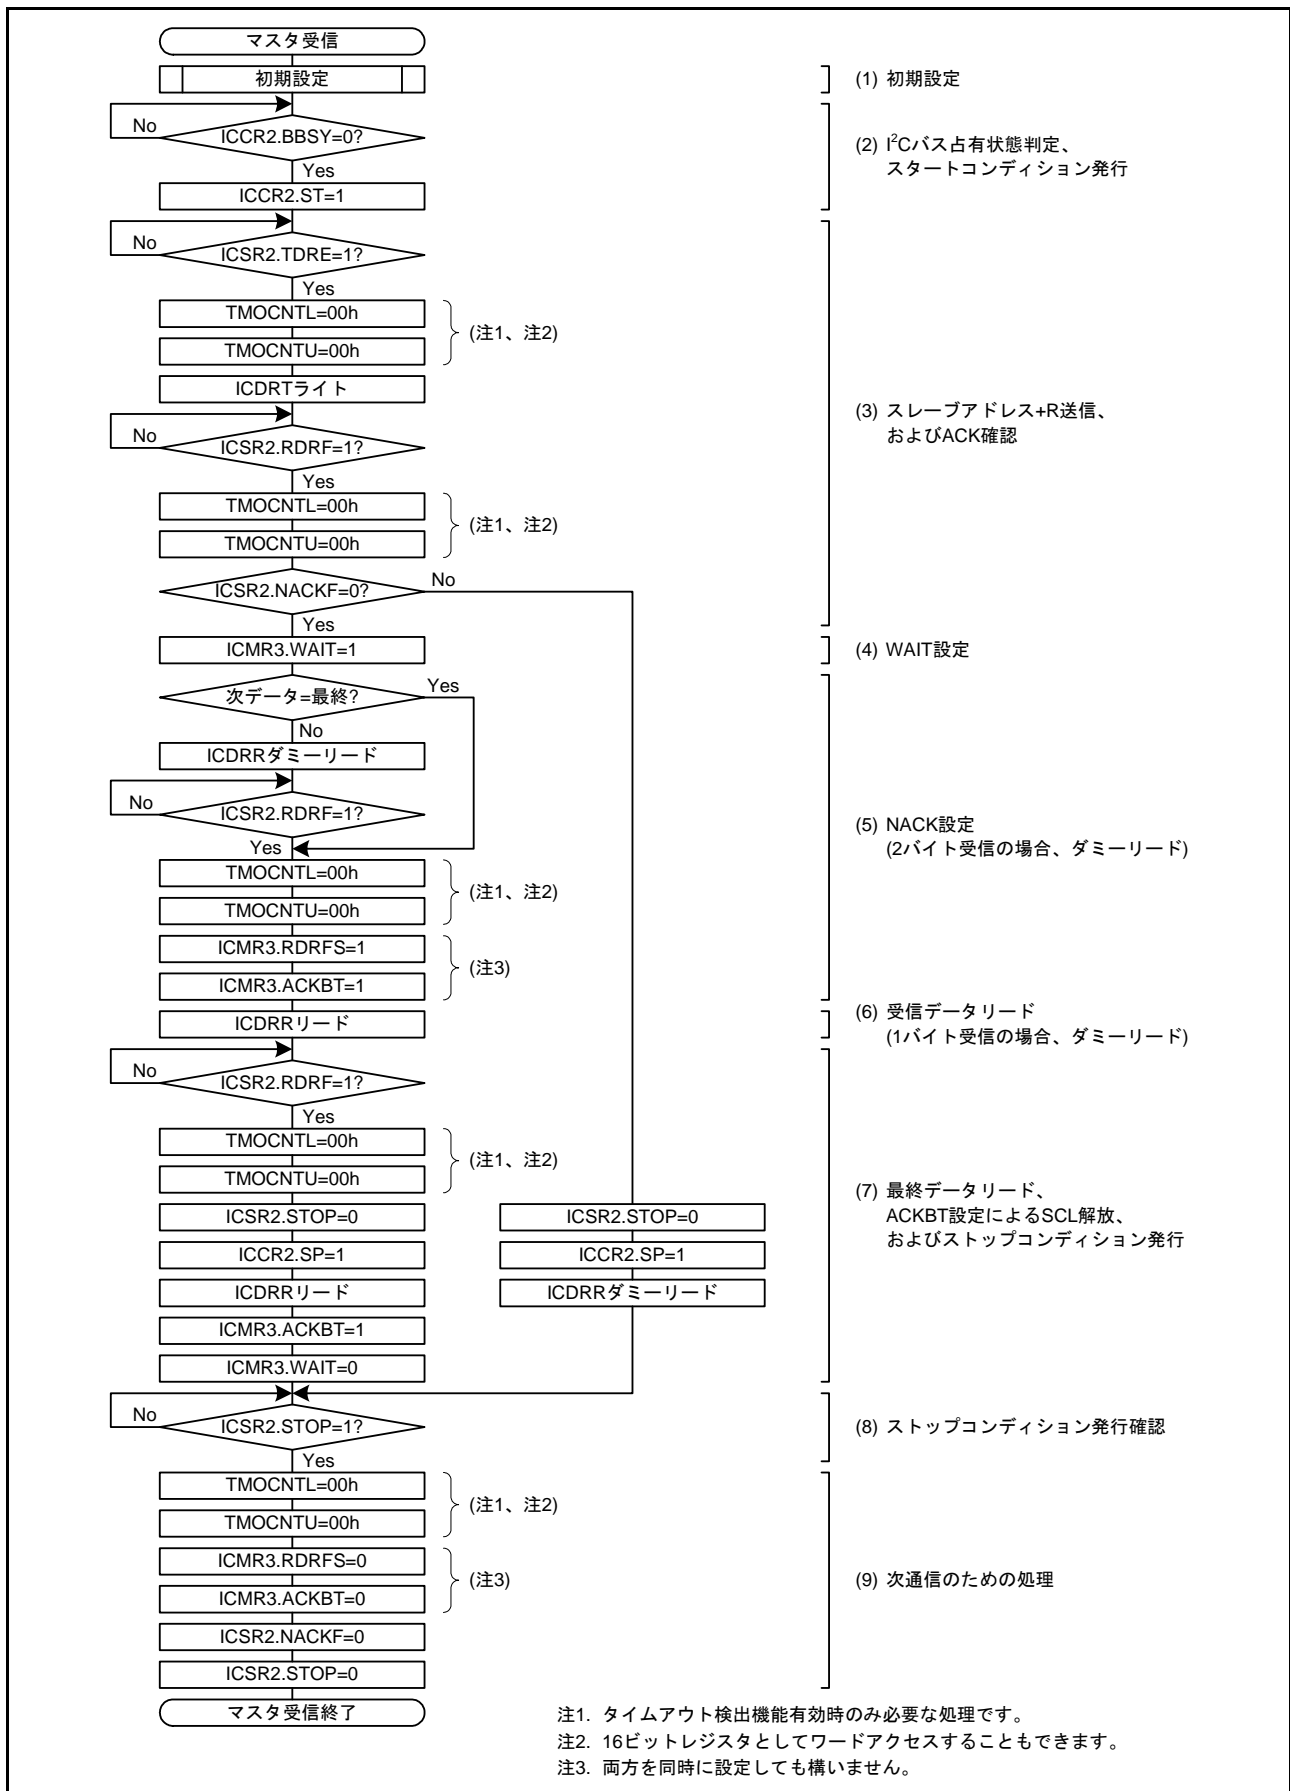 マスタ受信
初期設定
(1) 初期設定
No
ICCR2.BBSY=0?
Yes
ICCR2.ST=1
(2) I²Cバス占有状態判定、
スタートコンディション発行
No
ICSR2.TDRE=1?
Yes
TMOCNTL=00h
TMOCNTU=00h
(注1、注2)
ICDRTライト
No
ICSR2.RDRF=1?
Yes
TMOCNTL=00h
TMOCNTU=00h
(注1、注2)
ICSR2.NACKF=0?
No
Yes
(3) スレーブアドレス+R送信、
およびACK確認
ICMR3.WAIT=1
(4) WAIT設定
次データ=最終?
Yes
No
ICDRRダミーリード
No
ICSR2.RDRF=1?
Yes
TMOCNTL=00h
TMOCNTU=00h
(注1、注2)
ICMR3.RDRFS=1
ICMR3.ACKBT=1
(注3)
(5) NACK設定
(2バイト受信の場合、ダミーリード)
ICDRRリード
(6) 受信データリード
(1バイト受信の場合、ダミーリード)
No
ICSR2.RDRF=1?
Yes
TMOCNTL=00h
TMOCNTU=00h
(注1、注2)
ICSR2.STOP=0
ICCR2.SP=1
ICDRRリード
ICMR3.ACKBT=1
ICMR3.WAIT=0
ICSR2.STOP=0
ICCR2.SP=1
ICDRRダミーリード
(7) 最終データリード、
ACKBT設定によるSCL解放、
およびストップコンディション発行
No
ICSR2.STOP=1?
Yes
(8) ストップコンディション発行確認
TMOCNTL=00h
TMOCNTU=00h
(注1、注2)
ICMR3.RDRFS=0
ICMR3.ACKBT=0
(注3)
ICSR2.NACKF=0
ICSR2.STOP=0
(9) 次通信のための処理
マスタ受信終了
注1. タイムアウト検出機能有効時のみ必要な処理です。
注2. 16ビットレジスタとしてワードアクセスすることもできます。
注3. 両方を同時に設定しても構いません。